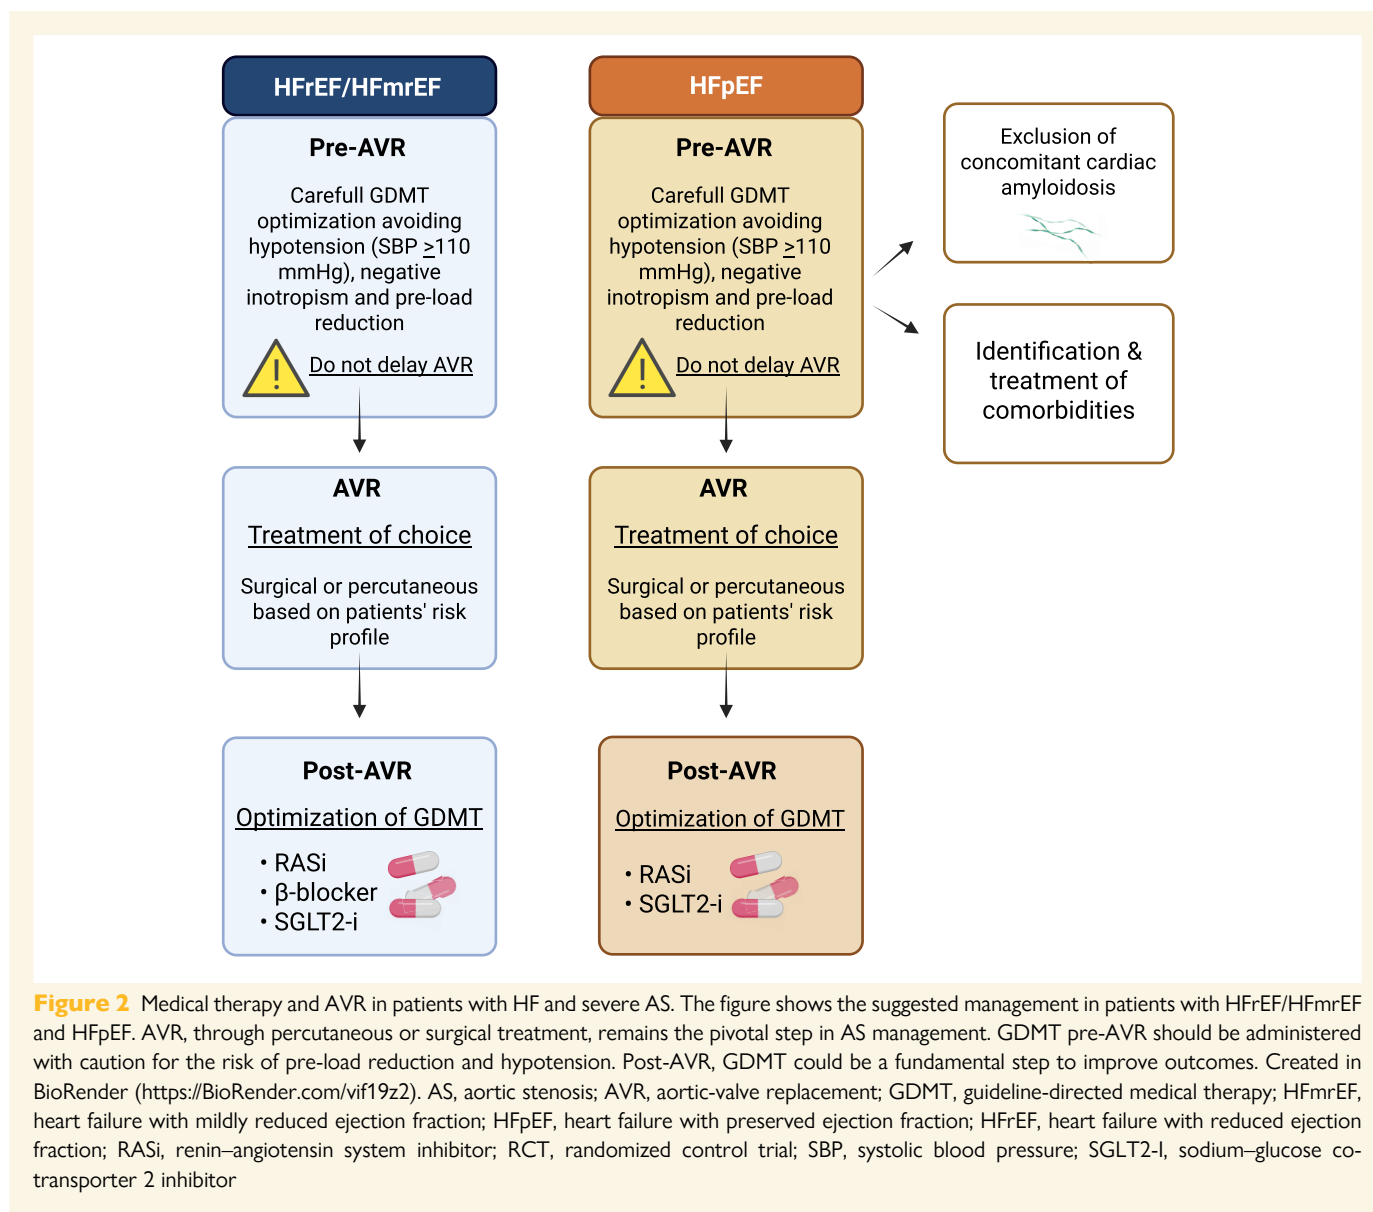 HFrEF/HFmrEF
Pre-AVR
Carefull GDMT
optimization avoiding
hypotension (SBP ≥110
mmHg), negative
inotropism and pre-load
reduction
Do not delay AVR
AVR
Treatment of choice
Surgical or percutaneous
based on patients' risk
profile
Post-AVR
Optimization of GDMT
• RASi
• β-blocker
• SGLT2-i
HFpEF
Pre-AVR
Carefull GDMT
optimization avoiding
hypotension (SBP ≥110
mmHg), negative
inotropism and pre-load
reduction
Do not delay AVR
AVR
Treatment of choice
Surgical or percutaneous
based on patients' risk
profile
Post-AVR
Optimization of GDMT
• RASi
• SGLT2-i
Exclusion of
concomitant cardiac
amyloidosis
Identification &
treatment of
comorbidities
Figure 2 Medical therapy and AVR in patients with HF and severe AS. The figure shows the suggested management in patients with HFrEF/HFmrEF
and HFpEF. AVR, through percutaneous or surgical treatment, remains the pivotal step in AS management. GDMT pre-AVR should be administered
with caution for the risk of pre-load reduction and hypotension. Post-AVR, GDMT could be a fundamental step to improve outcomes. Created in
BioRender (https://BioRender.com/vif19z2). AS, aortic stenosis; AVR, aortic-valve replacement; GDMT, guideline-directed medical therapy; HFmrEF,
heart failure with mildly reduced ejection fraction; HFpEF, heart failure with preserved ejection fraction; HFrEF, heart failure with reduced ejection
fraction; RASi, renin–angiotensin system inhibitor; RCT, randomized control trial; SBP, systolic blood pressure; SGLT2-I, sodium–glucose co-
transporter 2 inhibitor